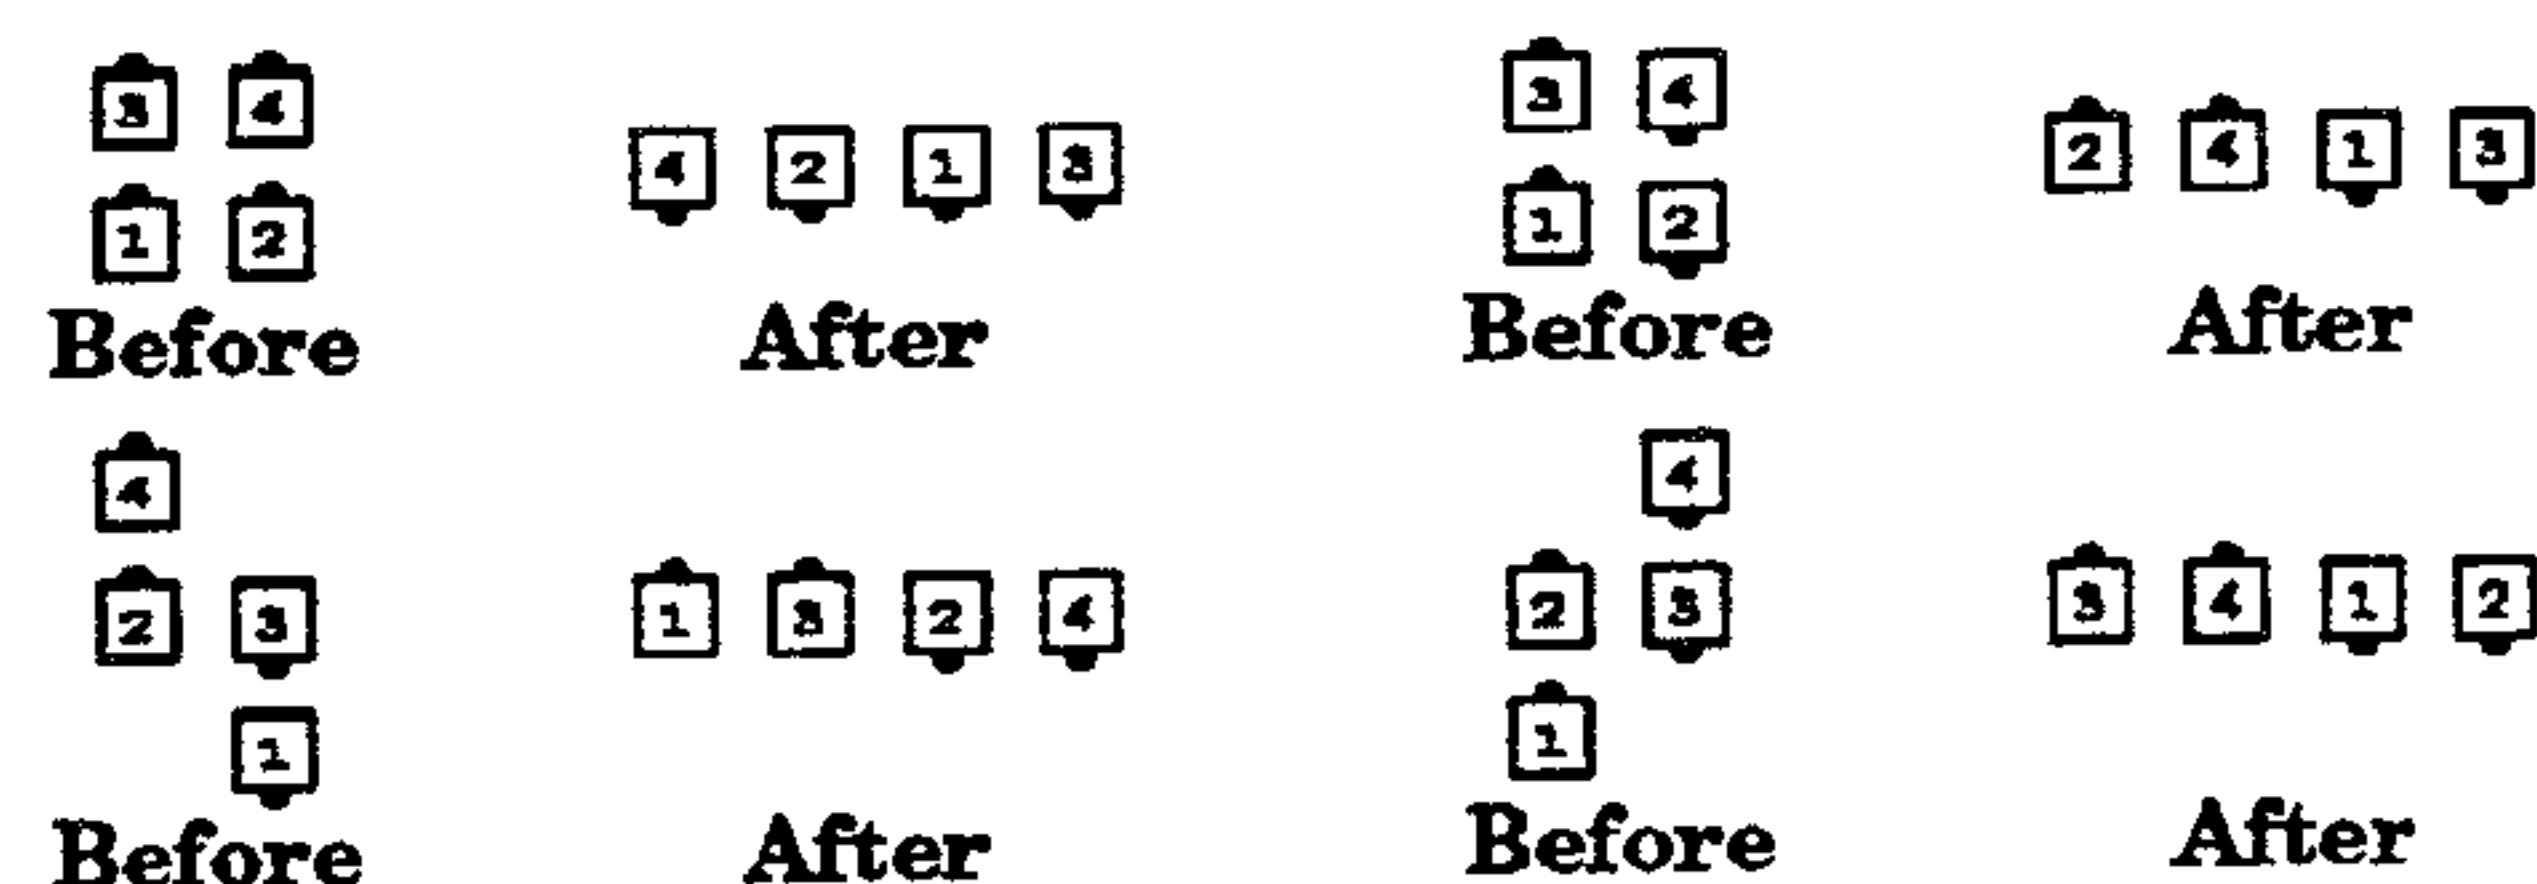 3 4 3 4
4 2 1 3 2 4 1 3
1 2 1 2
Before After Before After
4 4
2 3 1 3 2 4 2 3 3 4 1 2
1 1
Before After Before After